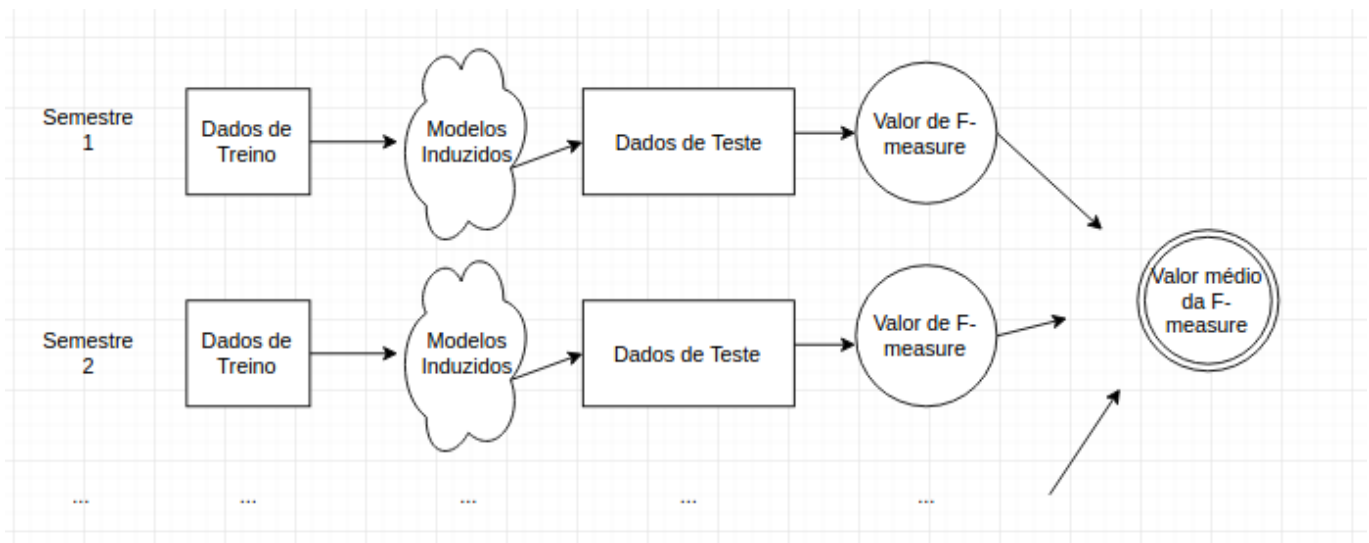 Semestre
1
Dados de
Treino
Modelos
Induzidos
Dados de Teste
Valor de F-
measure
Valor médio
da F-
measure
Semestre
2
Dados de
Treino
Modelos
Induzidos
Dados de Teste
Valor de F-
measure
...
...
...
...
...